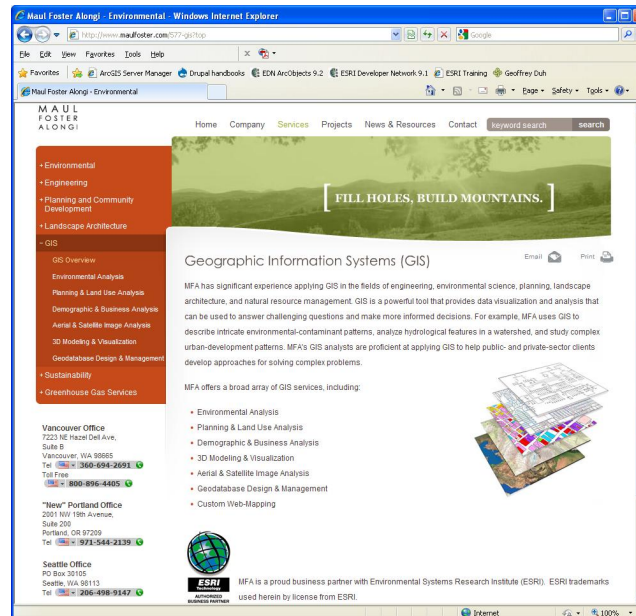 Maul Foster Alongi - Environmental - Windows Internet Explorer
http://www.maulfoster.com/577-gis?top
Google
File Edit View Favorites Tools Help
Favorites ArcGIS Server Manager Drupal handbooks EDN ArcObjects 9.2 ESRI Developer Network 9.1 ESRI Training Geoffrey Duh
Maul Foster Alongi - Environmental
Page Safety Tools
MAUL
FOSTER
ALONGI
Home Company Services Projects News & Resources Contact keyword search search
+ Environmental
+ Engineering
+ Planning and Community
Development
+ Landscape Architecture
- GIS
GIS Overview
Environmental Analysis
Planning & Land Use Analysis
Demographic & Business Analysis
Aerial & Satellite Image Analysis
3D Modeling & Visualization
Geodatabase Design & Management
+ Sustainability
+ Greenhouse Gas Services
[ FILL HOLES, BUILD MOUNTAINS. ]
Geographic Information Systems (GIS)
Email Print
MFA has significant experience applying GIS in the fields of engineering, environmental science, planning, landscape
architecture, and natural resource management. GIS is a powerful tool that provides data visualization and analysis that
can be used to answer challenging questions and make more informed decisions. For example, MFA uses GIS to
describe intricate environmental-contaminant patterns, analyze hydrological features in a watershed, and study complex
urban-development patterns. MFA's GIS analysts are proficient at applying GIS to help public- and private-sector clients
develop approaches for solving complex problems.
MFA offers a broad array of GIS services, including:
• Environmental Analysis
• Planning & Land Use Analysis
• Demographic & Business Analysis
• 3D Modeling & Visualization
• Aerial & Satellite Image Analysis
• Geodatabase Design & Management
• Custom Web-Mapping
Vancouver Office
7223 NE Hazel Dell Ave,
Suite B
Vancouver, WA 98665
Tel 360-694-2691
Toll Free
800-896-4405
"New" Portland Office
2001 NW 19th Avenue,
Suite 200
Portland, OR 97209
Tel 971-544-2139
Seattle Office
PO Box 30105
Seattle, WA 98113
Tel 206-498-9147
ESRI
Technology
AUTHORIZED
BUSINESS PARTNER
MFA is a proud business partner with Environmental Systems Research Institute (ESRI). ESRI trademarks
used herein by license from ESRI.
Internet 100%